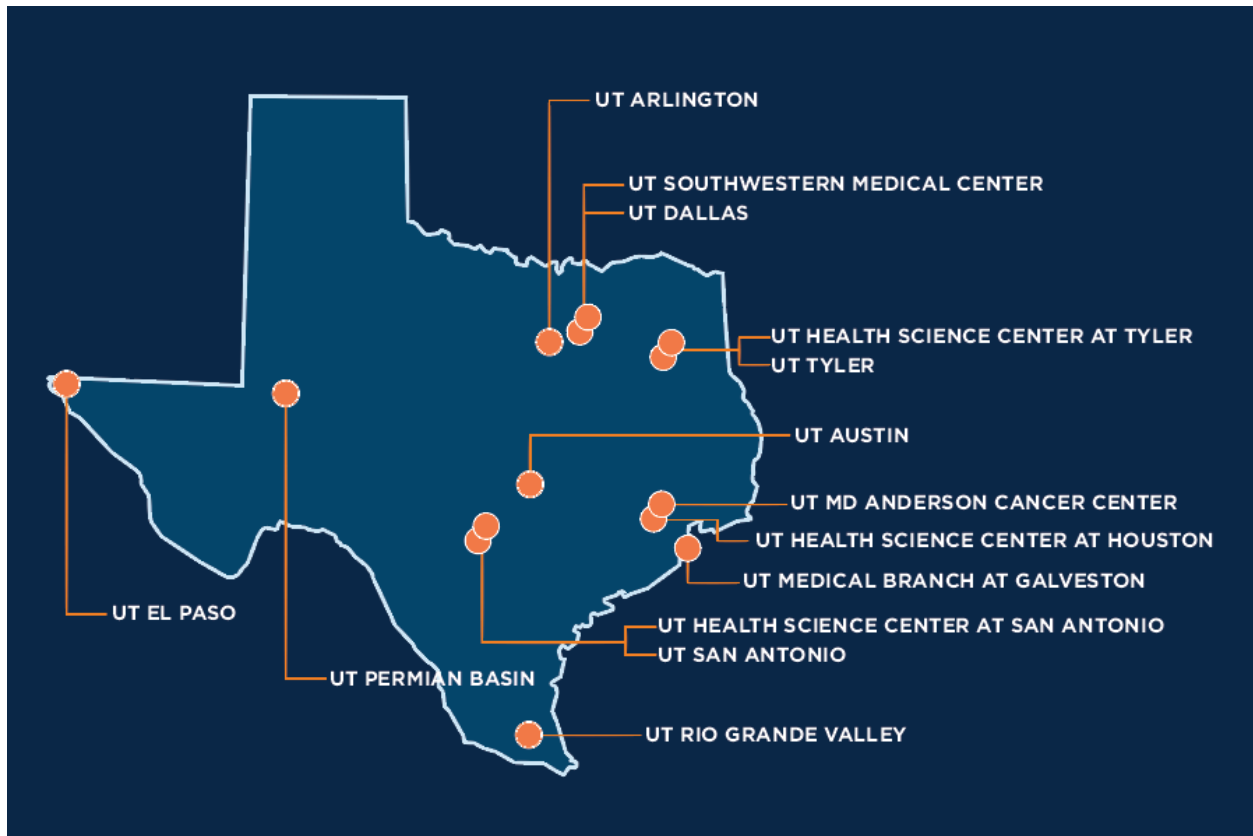 UT ARLINGTON
UT SOUTHWESTERN MEDICAL CENTER
UT DALLAS
UT HEALTH SCIENCE CENTER AT TYLER
UT TYLER
UT AUSTIN
UT MD ANDERSON CANCER CENTER
UT HEALTH SCIENCE CENTER AT HOUSTON
UT MEDICAL BRANCH AT GALVESTON
UT EL PASO
UT HEALTH SCIENCE CENTER AT SAN ANTONIO
UT SAN ANTONIO
UT PERMIAN BASIN
UT RIO GRANDE VALLEY